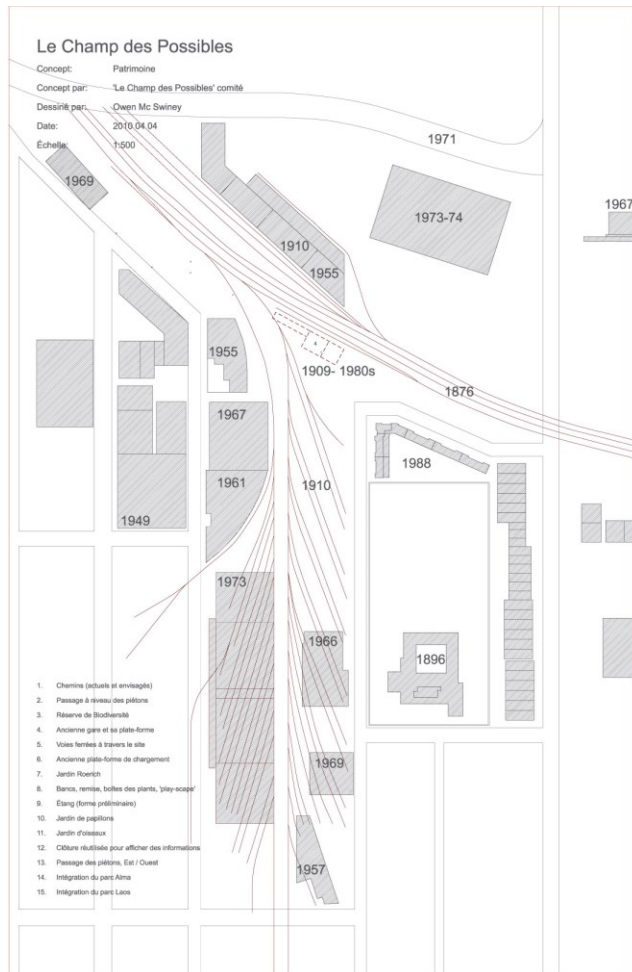 Le Champ des Possibles
Concept: Patrimoine
Concept par: 'Le Champ des Possibles' comité
Dessiné par: Owen Mc Swiney
Date: 2010 04 04
Échelle: 1:500
1971
1969
1973-74
1967
1910
1955
1955
1909- 1980s
1876
1967
1988
1961
1910
1949
1973
1966
1896
1969
1957
1. Chemins (actuels et envisagés)
2. Passage à niveau des piétons
3. Réserve de Biodiversité
4. Ancienne gare et sa plate-forme
5. Voies ferrées à travers le site
6. Ancienne plate-forme de chargement
7. Jardin Roerich
8. Bancs, remise, boîtes des plants, 'play-scape'
9. Étang (forme préliminaire)
10. Jardin de papillons
11. Jardin d'oiseaux
12. Clôture réutilisée pour afficher des informations
13. Passage des piétons, Est / Ouest
14. Intégration du parc Alma
15. Intégration du parc Laos